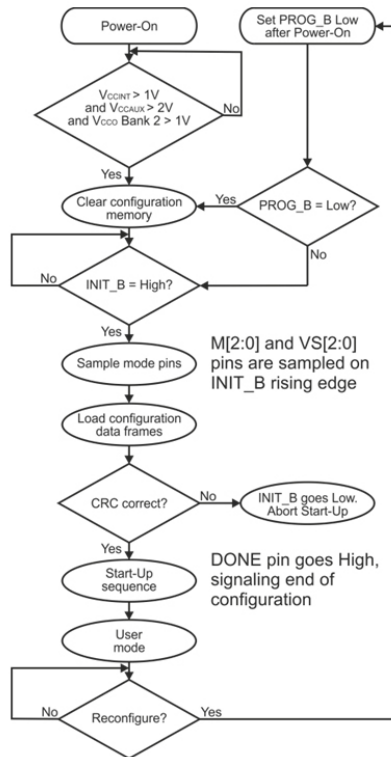 Power-On
Set PROG_B Low
after Power-On
VCCINT > 1V
and VCCAUX > 2V
and VCCO Bank 2 > 1V
No
Yes
Clear configuration
memory
Yes
PROG_B = Low?
No
No
INIT_B = High?
Yes
M[2:0] and VS[2:0]
pins are sampled on
INIT_B rising edge
Sample mode pins
Load configuration
data frames
CRC correct?
No
INIT_B goes Low.
Abort Start-Up
Yes
DONE pin goes High,
signaling end of
configuration
Start-Up
sequence
User
mode
No
Reconfigure?
Yes